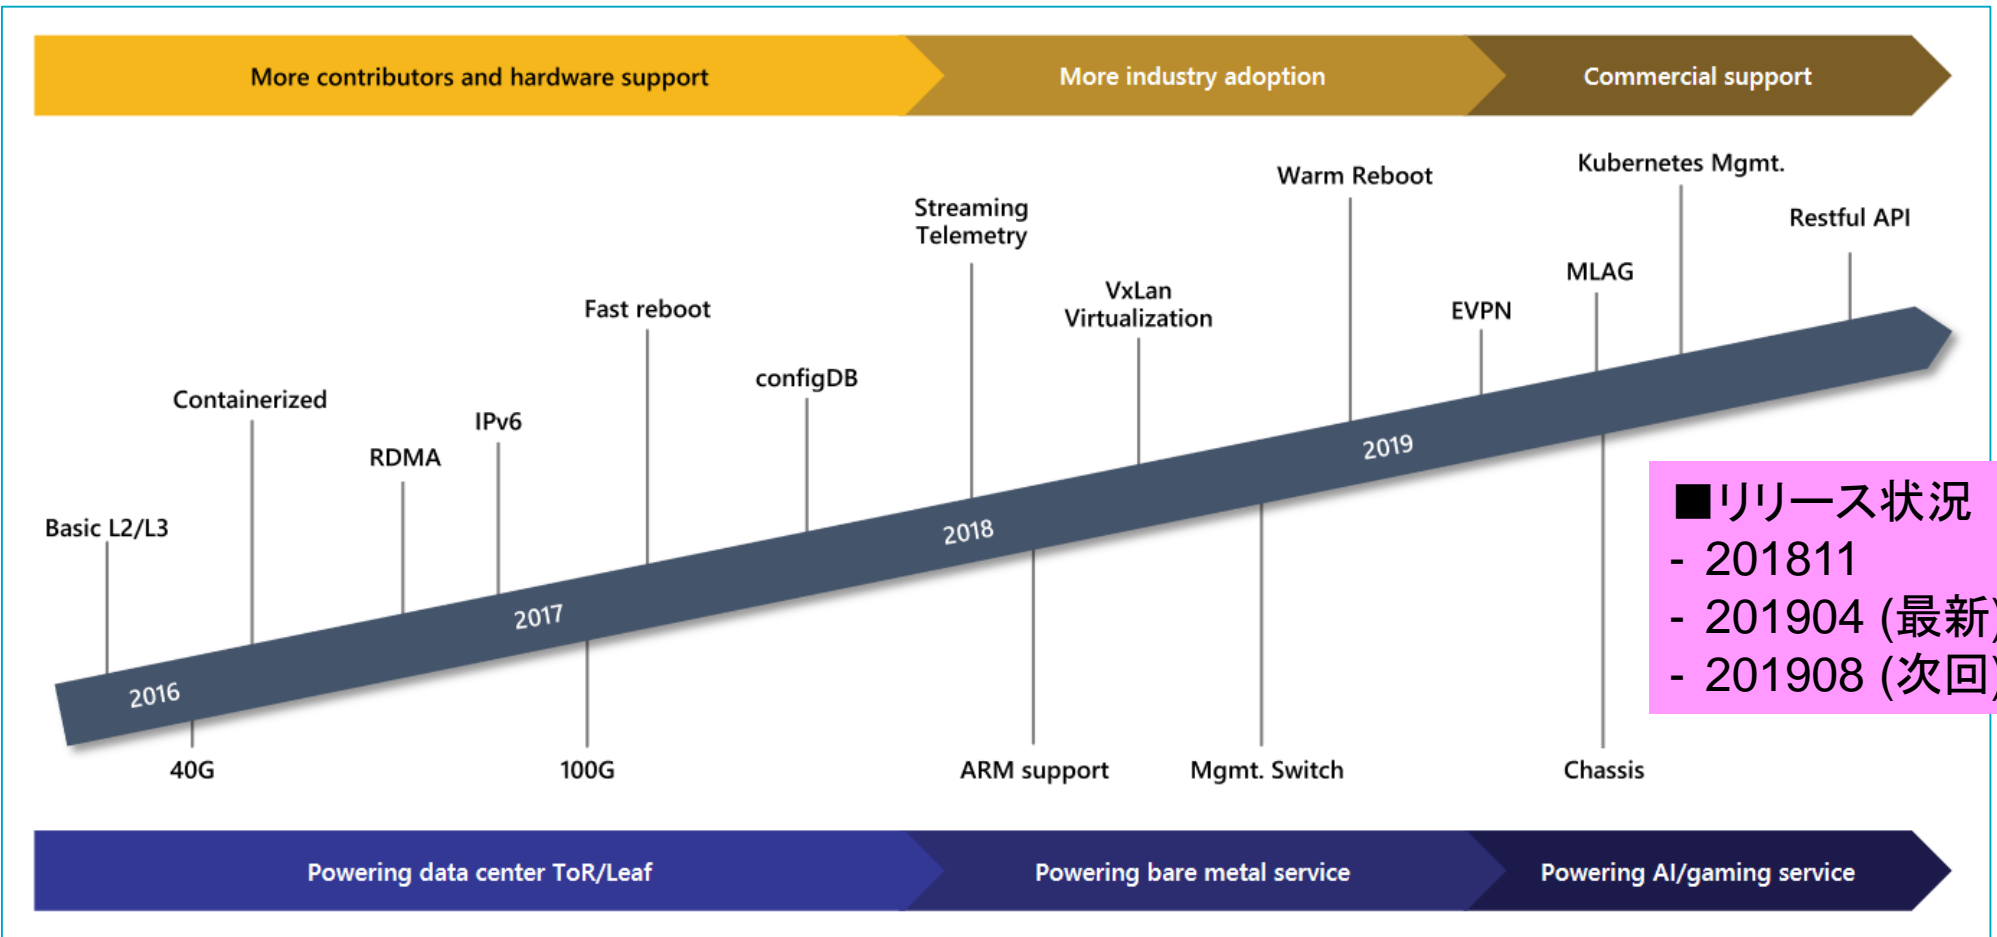 More contributors and hardware support
More industry adoption
Commercial support
Kubernetes Mgmt.
Warm Reboot
Restful API
Streaming
Telemetry
MLAG
VxLan
Virtualization
Fast reboot
EVPN
configDB
Containerized
IPv6
RDMA
Basic L2/L3
2019
2018
2017
2016
■リリース状況
- 201811
- 201904 (最新)
- 201908 (次回)
40G
100G
ARM support
Mgmt. Switch
Chassis
Powering data center ToR/Leaf
Powering bare metal service
Powering AI/gaming service